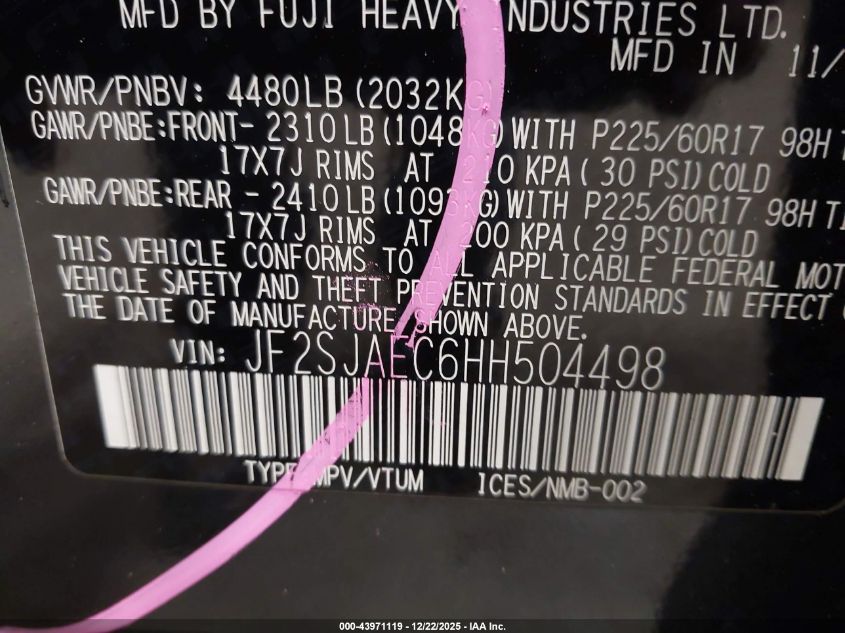 MFD BY FUJI HEAVY INDUSTRIES LTD.
MFD IN 11/
GVWR/PNBV: 4480LB(2032KG)
GAWR/PNBE:FRONT- 2310LB(1048KG)WITH P225/60R17 98H
17X7J RIMS AT 210 KPA(30 PSI)COLD
GAWR/PNBE:REAR - 2410LB(1093KG)WITH P225/60R17 98H
17X7J RIMS AT 200 KPA(29 PSI)COLD
THIS VEHICLE CONFORMS TO ALL APPLICABLE FEDERAL MOT
VEHICLE SAFETY AND THEFT PREVENTION STANDARDS IN EFFECT
THE DATE OF MANUFACTURE SHOWN ABOVE.
VIN: JF2SJAEC6HH504498
TYPE MPV/VTUM ICES/NMB-002
000-43971119 - 12/22/2025 - IAA Inc.